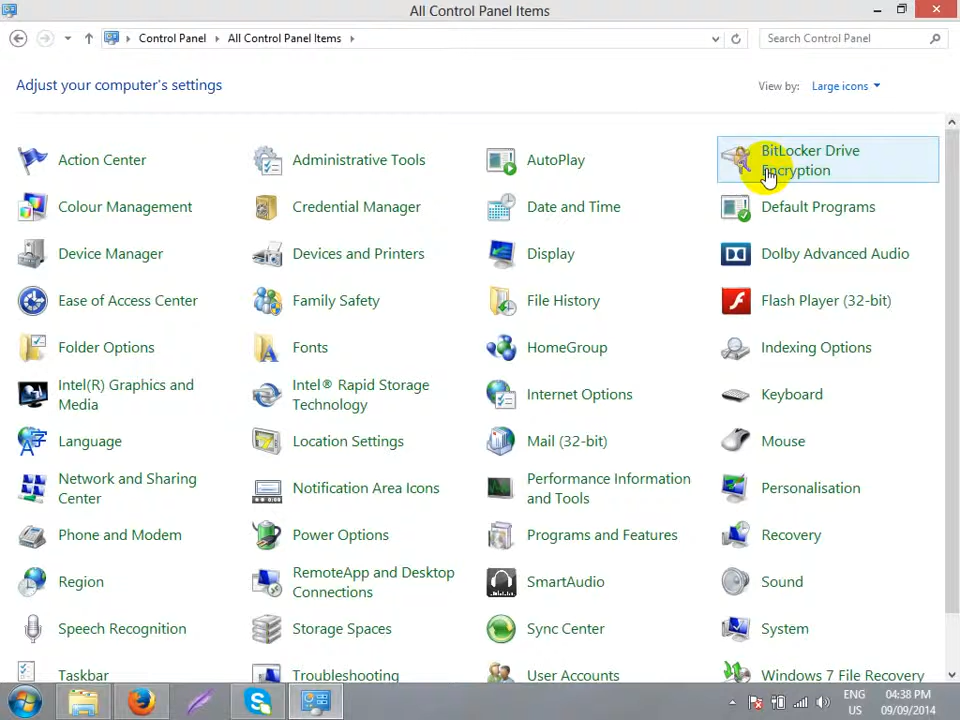 All Control Panel Items
Control Panel All Control Panel Items Search Control Panel
Adjust your computer's settings View by: Large icons
Action Center
Administrative Tools
AutoPlay
BitLocker Drive
Encryption
Colour Management
Credential Manager
Date and Time
Default Programs
Device Manager
Devices and Printers
Display
Dolby Advanced Audio
Ease of Access Center
Family Safety
File History
Flash Player (32-bit)
Folder Options
Fonts
HomeGroup
Indexing Options
Intel(R) Graphics and
Media
Intel® Rapid Storage
Technology
Internet Options
Keyboard
Language
Location Settings
Mail (32-bit)
Mouse
Network and Sharing
Center
Notification Area Icons
Performance Information
and Tools
Personalisation
Phone and Modem
Power Options
Programs and Features
Recovery
Region
RemoteApp and Desktop
Connections
SmartAudio
Sound
Speech Recognition
Storage Spaces
Sync Center
System
Taskbar
Troubleshooting
User Accounts
Windows 7 File Recovery
ENG
US
04:38 PM
09/09/2014